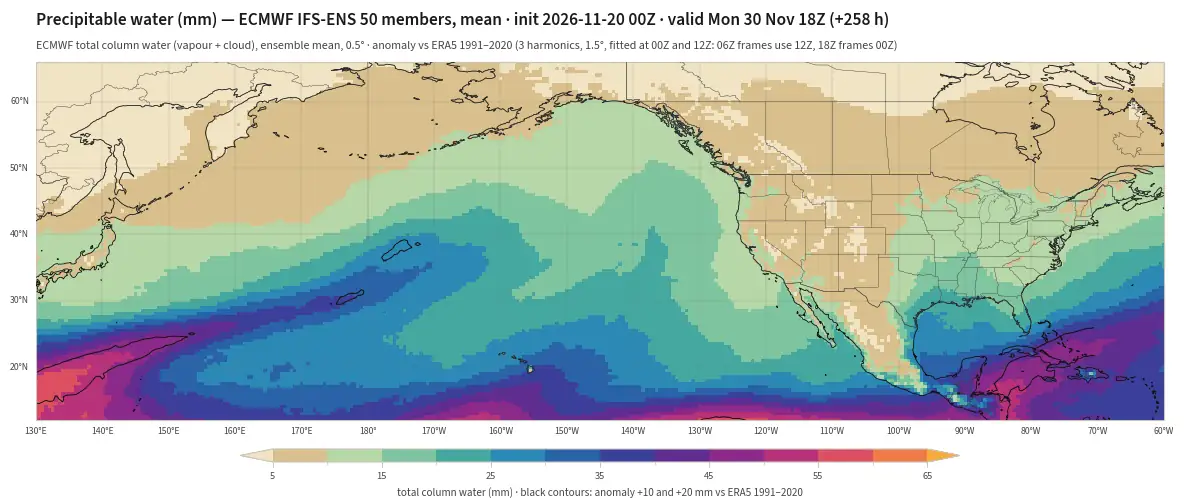 Precipitable water (mm) — ECMWF IFS-ENS 50 members, mean · init 2026-11-20 00Z · valid Mon 30 Nov 18Z (+258 h)
ECMWF total column water (vapour + cloud), ensemble mean, 0.5° · anomaly vs ERA5 1991–2020 (3 harmonics, 1.5°, fitted at 00Z and 12Z: 06Z frames use 12Z, 18Z frames 00Z)
60°N
50°N
40°N
30°N
20°N
130°E 140°E 150°E 160°E 170°E 180° 170°W 160°W 150°W 140°W 130°W 120°W 110°W 100°W 90°W 80°W 70°W 60°W
5 15 25 35 45 55 65
total column water (mm) · black contours: anomaly +10 and +20 mm vs ERA5 1991–2020